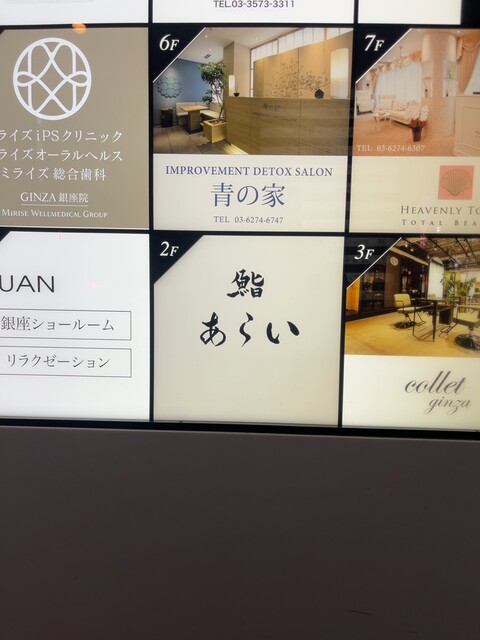 TEL.03-3573-3311
ライズ iPSクリニック
ライズ オーラルヘルス
ミライズ 総合歯科
GINZA 銀座院
MIRISE WELLMEDICAL GROUP
6F
IMPROVEMENT DETOX SALON
青の家
TEL 03-6274-6747
7F
TEL 03-6274-6307
HEAVENLY
TOTAL
UAN
銀座ショールーム
リラクゼーション
2F
鮨
あらい
3F
collet
ginza